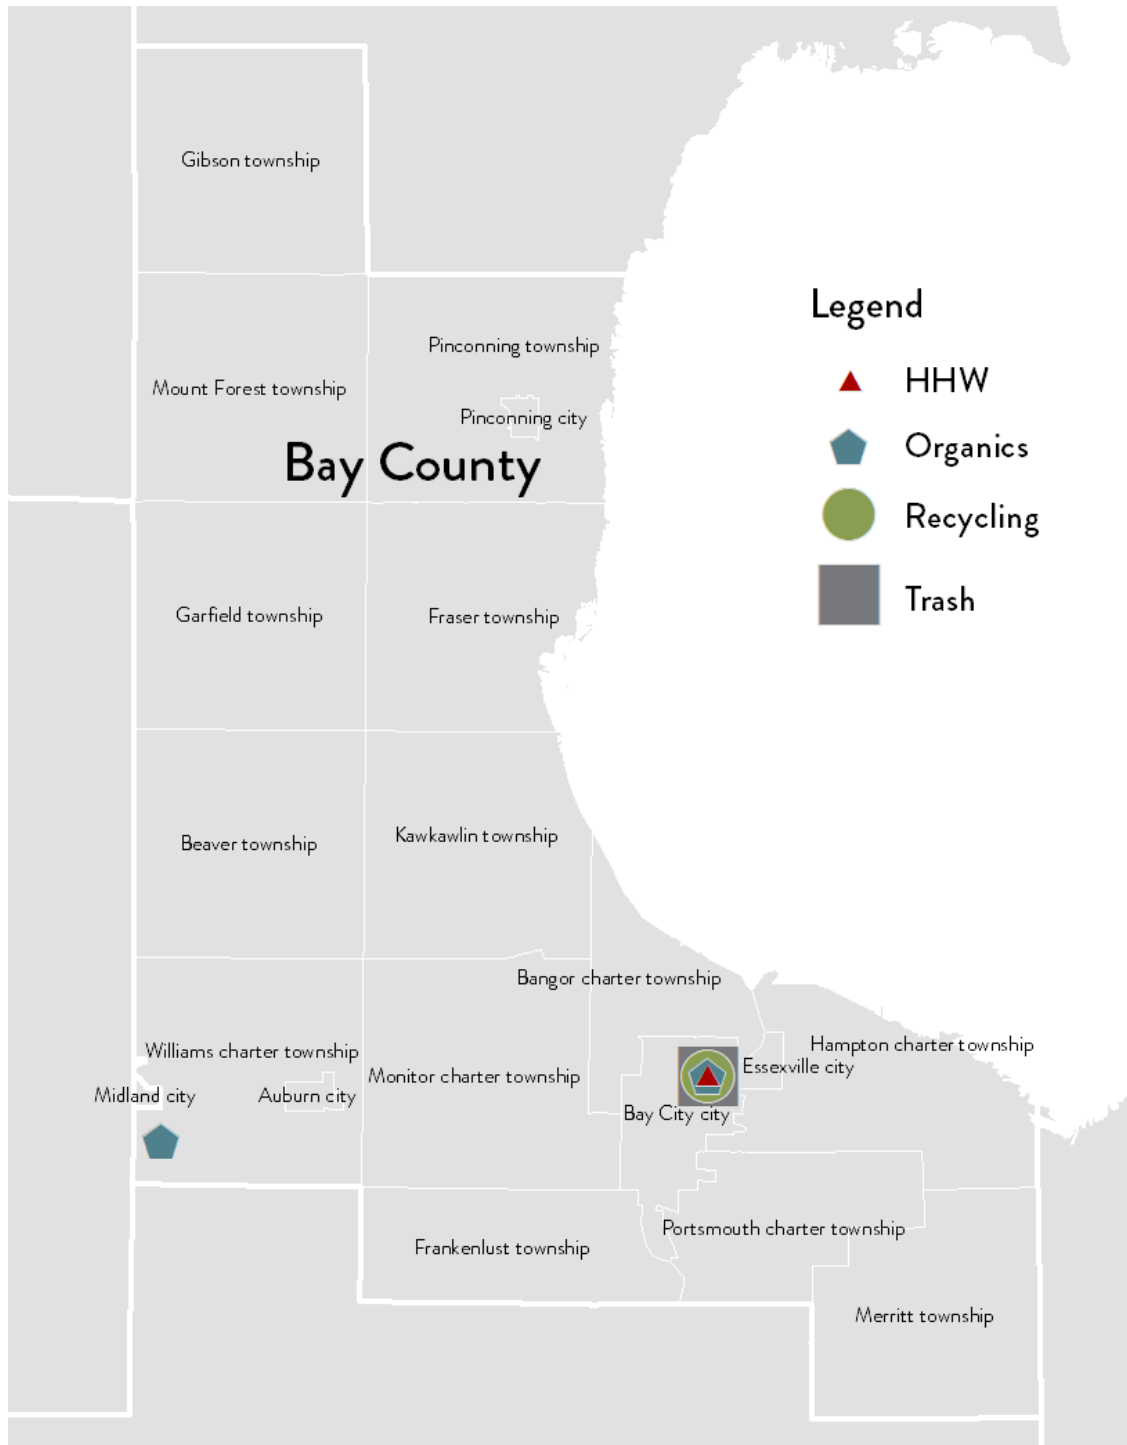 Gibson township
Legend
Pinconning township
HHW
Mount Forest township
Pinconning city
Organics
Bay County
Recycling
Trash
Garfield township
Fraser township
Kawkawlin township
Beaver township
Bangor charter township
Hampton charter township
Williams charter township
Essexville city
Monitor charter township
Midland city
Auburn city
Bay City city
Portsmouth charter township
Frankenlust township
Merritt township